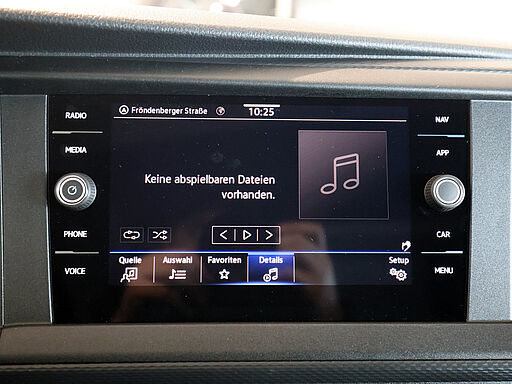 RADIO
MEDIA
PHONE
VOICE
Fröndenberger Straße
10:25
Keine abspielbaren Dateien
vorhanden.
Quelle
Auswahl
Favoriten
Details
Setup
NAV
APP
CAR
MENU